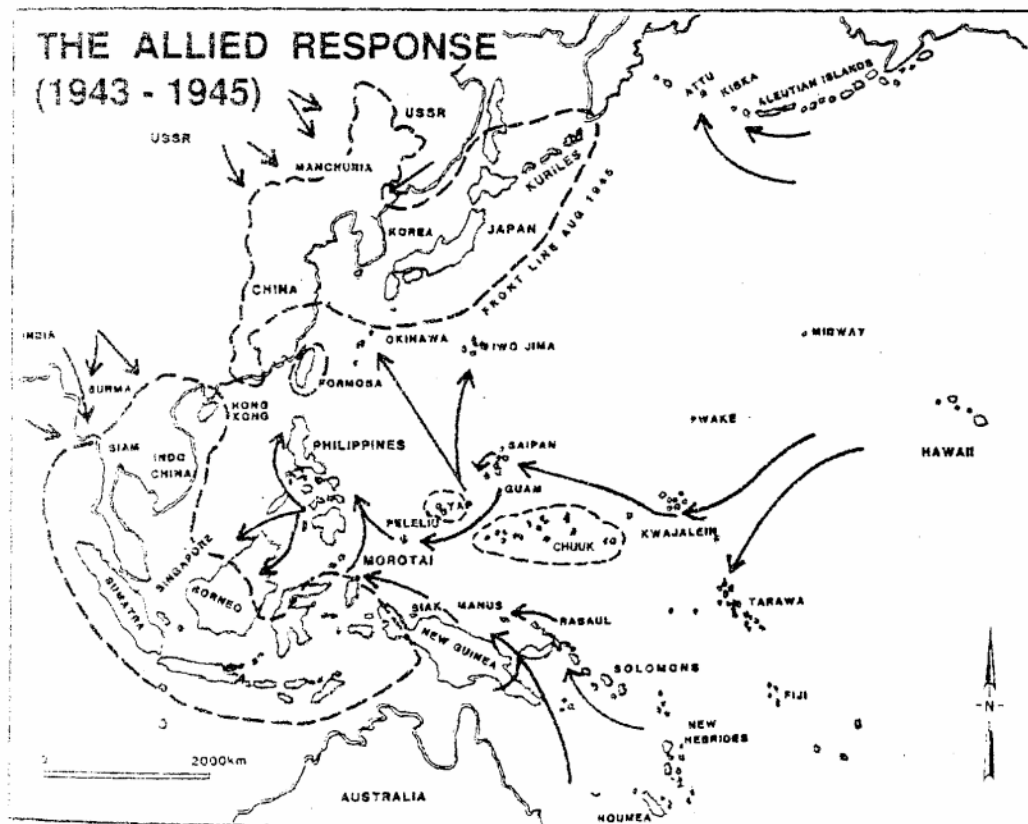 THE ALLIED RESPONSE
(1943 - 1945)
USSR
USSR
MANCHURIA
ATTU
KISKA
ALEUTIAN ISLANDS
KURILES
KOREA
JAPAN
FRONT LINE AUG 1945
CHINA
OKINAWA
IWO JIMA
MIDWAY
INDIA
BURMA
FORMOSA
HONG
KONG
WAKE
HAWAII
SIAM
INDO
CHINA
PHILIPPINES
SAIPAN
GUAM
YAP
PELELIU
CHUUK
KWAJALEIN
MOROTAI
SINGAPORE
SUMATRA
BORNEO
BIAK
MANUS
RABAUL
TARAWA
NEW GUINEA
SOLOMONS
FIJI
-N-
NEW
HEBRIDES
2000km
AUSTRALIA
NOUMEA